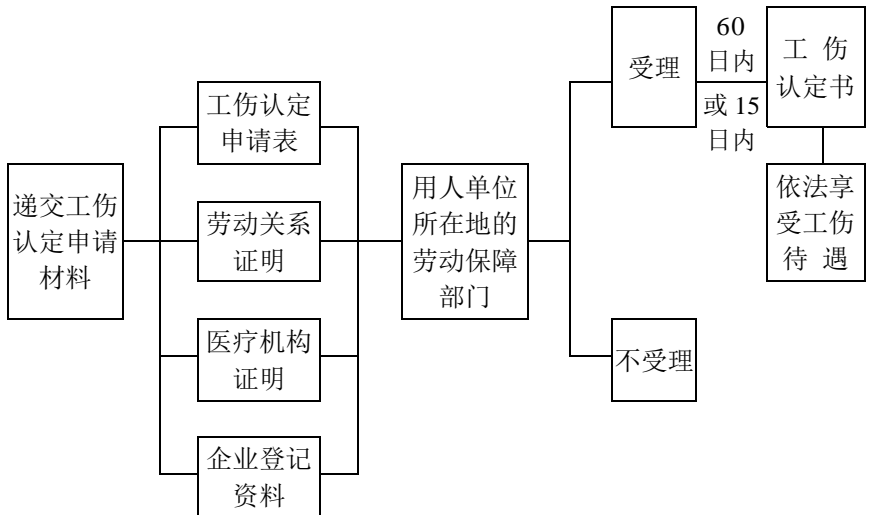 递交工伤
认定申请
材料
工伤认定
申请表
劳动关系
证明
医疗机构
证明
企业登记
资料
用人单位
所在地的
劳动保障
部门
受理
不受理
60
日内
或 15
日内
工 伤
认定书
依法享
受工伤
待 遇